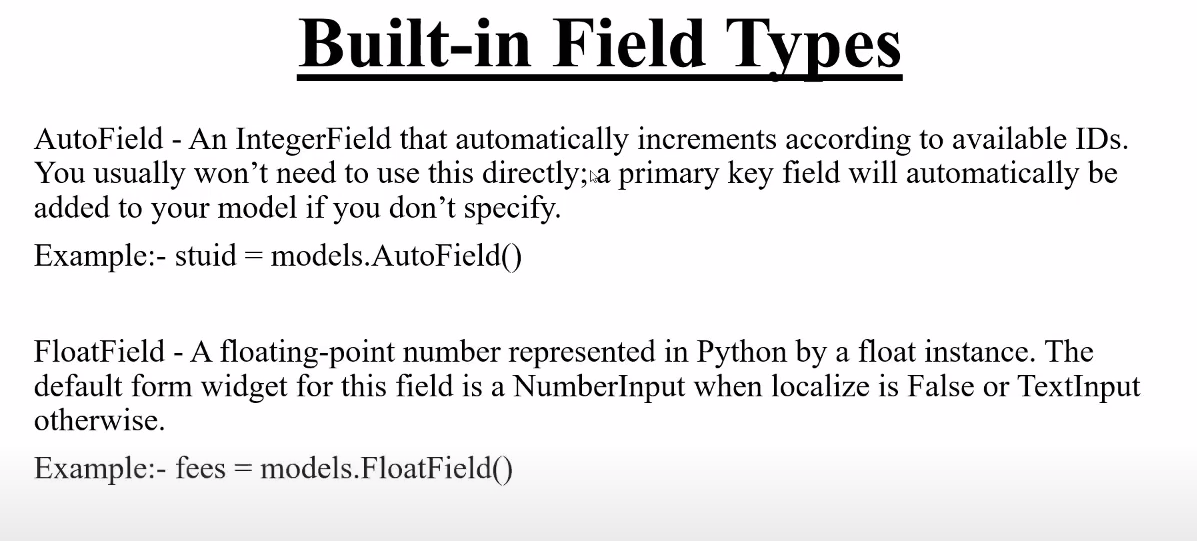 Built-in Field Types
AutoField - An IntegerField that automatically increments according to available IDs.
You usually won’t need to use this directly; a primary key field will automatically be
added to your model if you don’t specify.
Example:- stuid = models.AutoField()
FloatField - A floating-point number represented in Python by a float instance. The
default form widget for this field is a NumberInput when localize is False or TextInput
otherwise.
Example:- fees = models.FloatField()